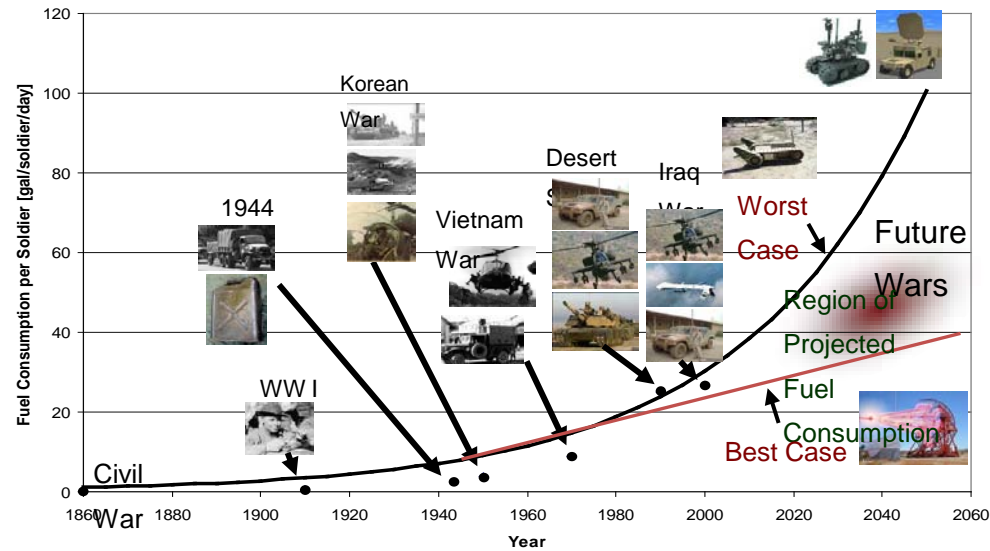 Fuel Consumption per Soldier [gal/soldier/day]
120
100
80
60
40
20
0
Civil
War
WW I
1944
Korean
War
Vietnam
War
Desert
Iraq
War
Worst
Case
Future
Wars
Region of
Projected
Fuel
Consumption
Best Case
1860
1880
1900
1920
1940
1960
1980
2000
2020
2040
2060
Year